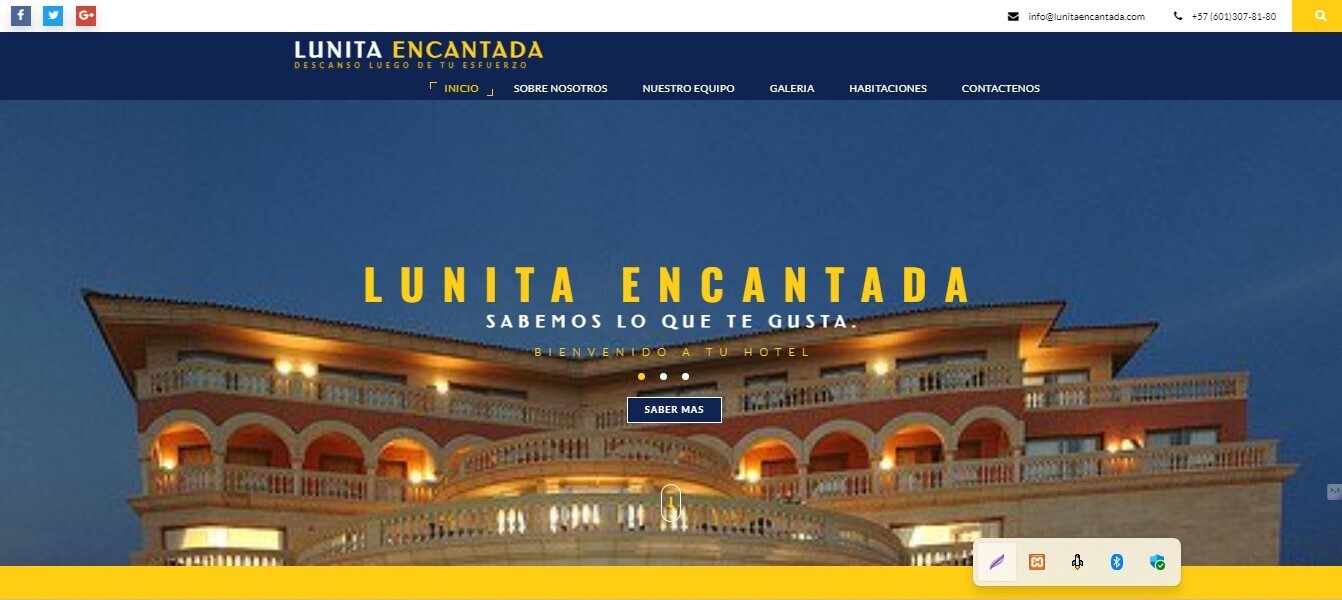 info@lunitaencantada.com
+57 (601)307-81-80
LUNITA ENCANTADA
DESCANSO LUEGO DE TU ESFUERZO
INICIO
SOBRE NOSOTROS
NUESTRO EQUIPO
GALERIA
HABITACIONES
CONTACTENOS
LUNITA ENCANTADA
SABEMOS LO QUE TE GUSTA.
BIENVENIDO A TU HOTEL
SABER MAS